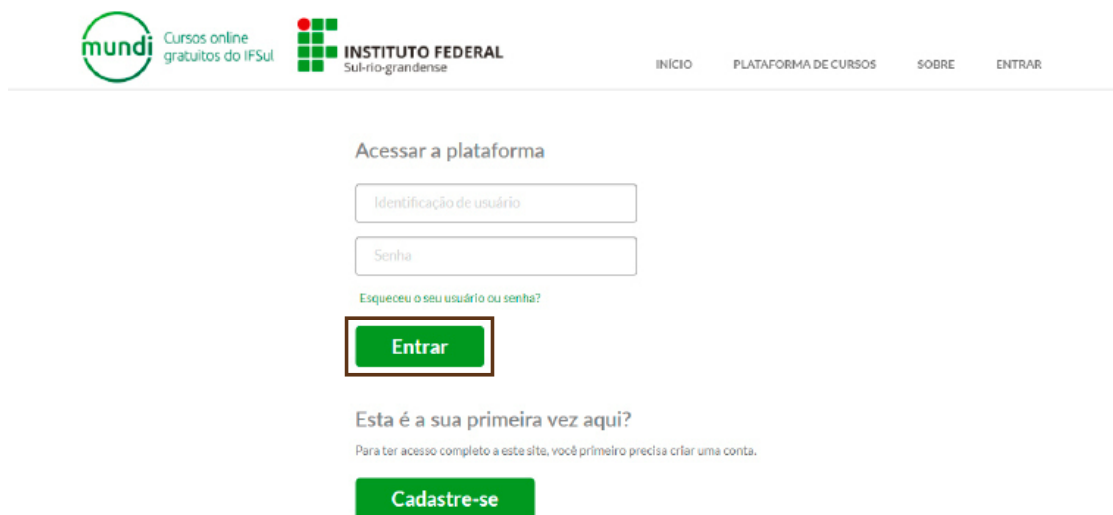 mundi
Cursos online
gratuitos do IFSul
INSTITUTO FEDERAL
Sul-rio-grandense
INÍCIO
PLATAFORMA DE CURSOS
SOBRE
ENTRAR
Acessar a plataforma
Identificação de usuário
Senha
Esqueceu o seu usuário ou senha?
Entrar
Esta é a sua primeira vez aqui?
Para ter acesso completo a este site, você primeiro precisa criar uma conta.
Cadastre-se